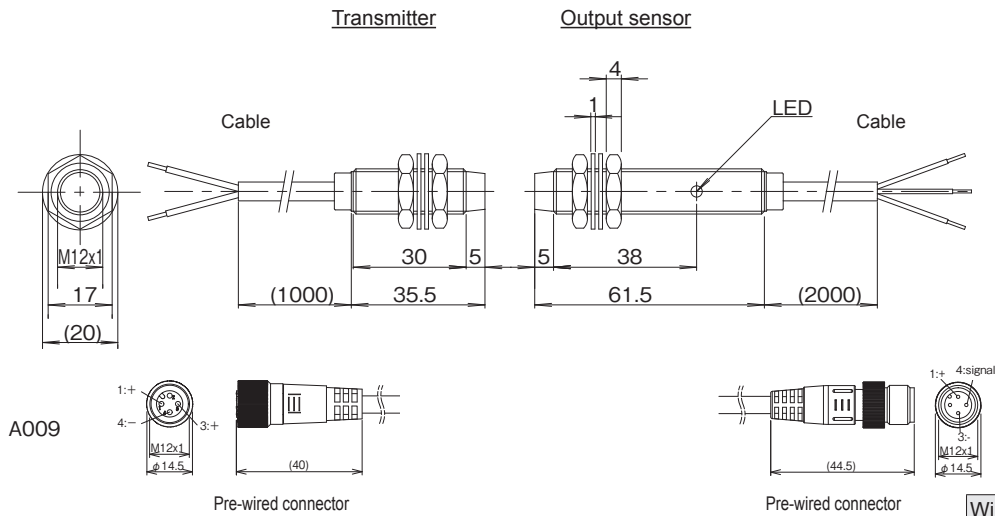 Transmitter
Output sensor
4
1
LED
Cable
Cable
M12x1
30
5
5
38
17
(1000)
35.5
61.5
(2000)
(20)
1:+
4:-
3:+
M12x1
φ14.5
A009
(40)
(44.5)
1:+
4:signal
3:-
M12x1
φ14.5
Pre-wired connector
Pre-wired connector